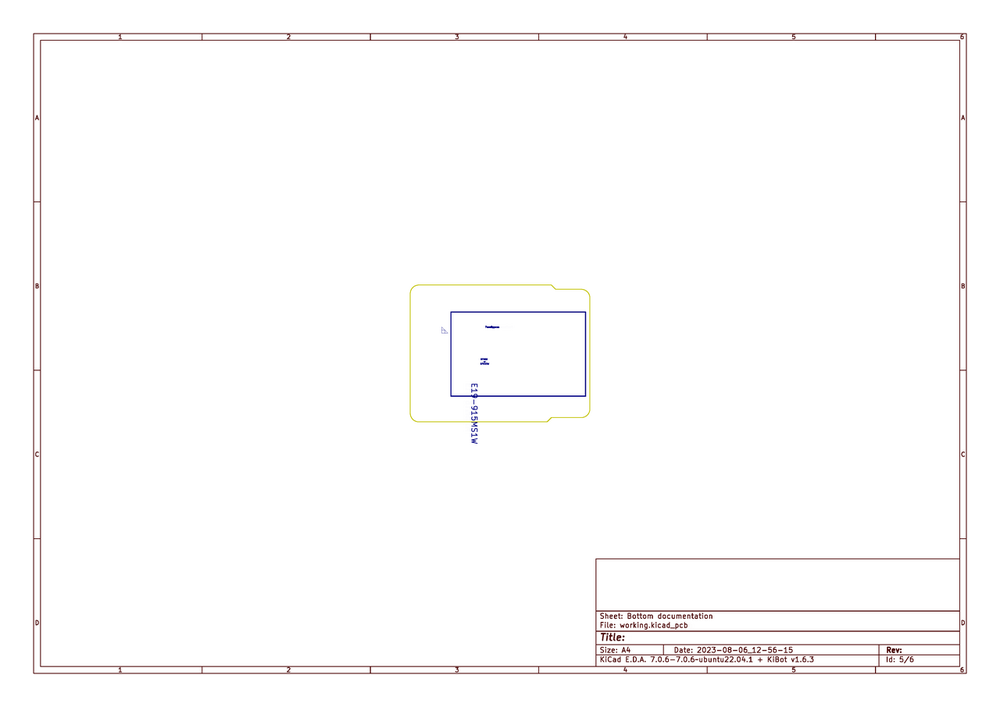 1 2 3 4 5 6
A A
B B
E19-915MS1W
C C
Sheet: Bottom documentation
File: working.kicad_pcb
D D
Title:
Size: A4 Date: 2023-08-06_12-56-15 Rev:
KiCad E.D.A. 7.0.6-7.0.6~ubuntu22.04.1 + KiBot v1.6.3 Id: 5/6
1 2 3 4 5 6